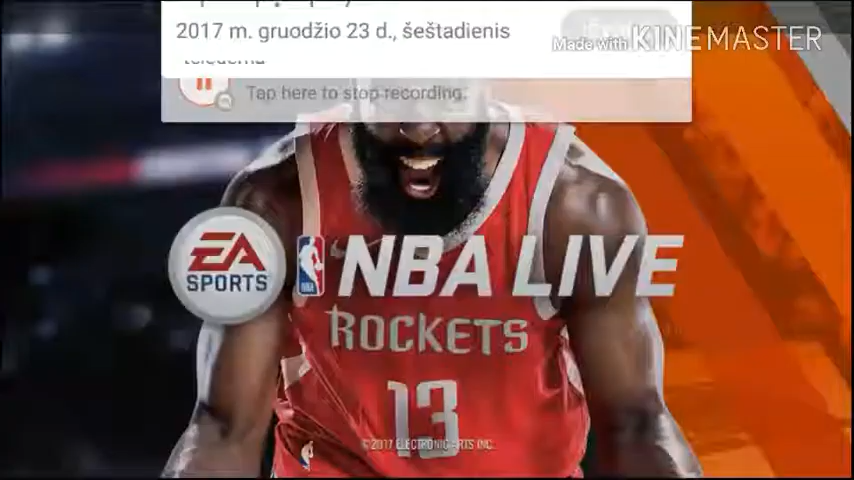 2017 m. gruodžio 23 d., šeštadienis
Made with KINEMASTER
Tap here to stop recording.
EA
SPORTS
NBA
NBA LIVE
ROCKETS
13
©2017 ELECTRONIC ARTS INC.